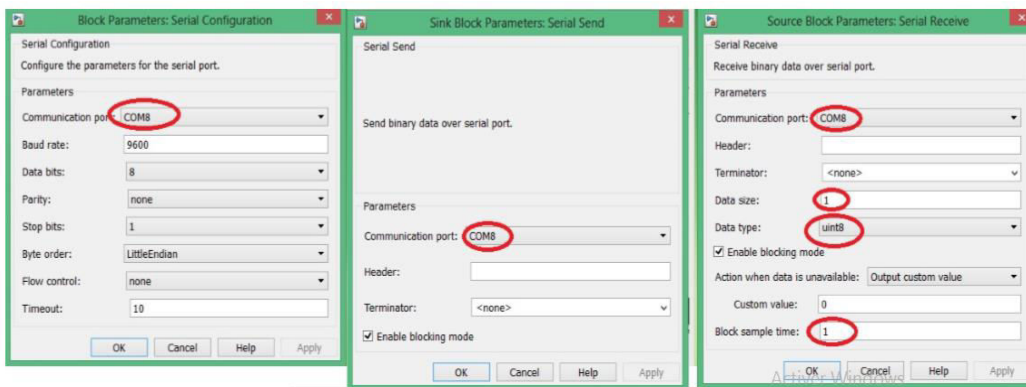 Block Parameters: Serial Configuration
Serial Configuration
Configure the parameters for the serial port.
Parameters
Communication port: COM8
Baud rate: 9600
Data bits: 8
Parity: none
Stop bits: 1
Byte order: LittleEndian
Flow control: none
Timeout: 10
OK Cancel Help Apply
Sink Block Parameters: Serial Send
Serial Send
Send binary data over serial port.
Parameters
Communication port: COM8
Header:
Terminator: <none>
Enable blocking mode
OK Cancel Help Apply
Source Block Parameters: Serial Receive
Serial Receive
Receive binary data over serial port.
Parameters
Communication port: COM8
Header:
Terminator: <none>
Data size: 1
Data type: uint8
Enable blocking mode
Action when data is unavailable: Output custom value
Custom value: 0
Block sample time: 1
OK Cancel Help Apply
Activer Windows